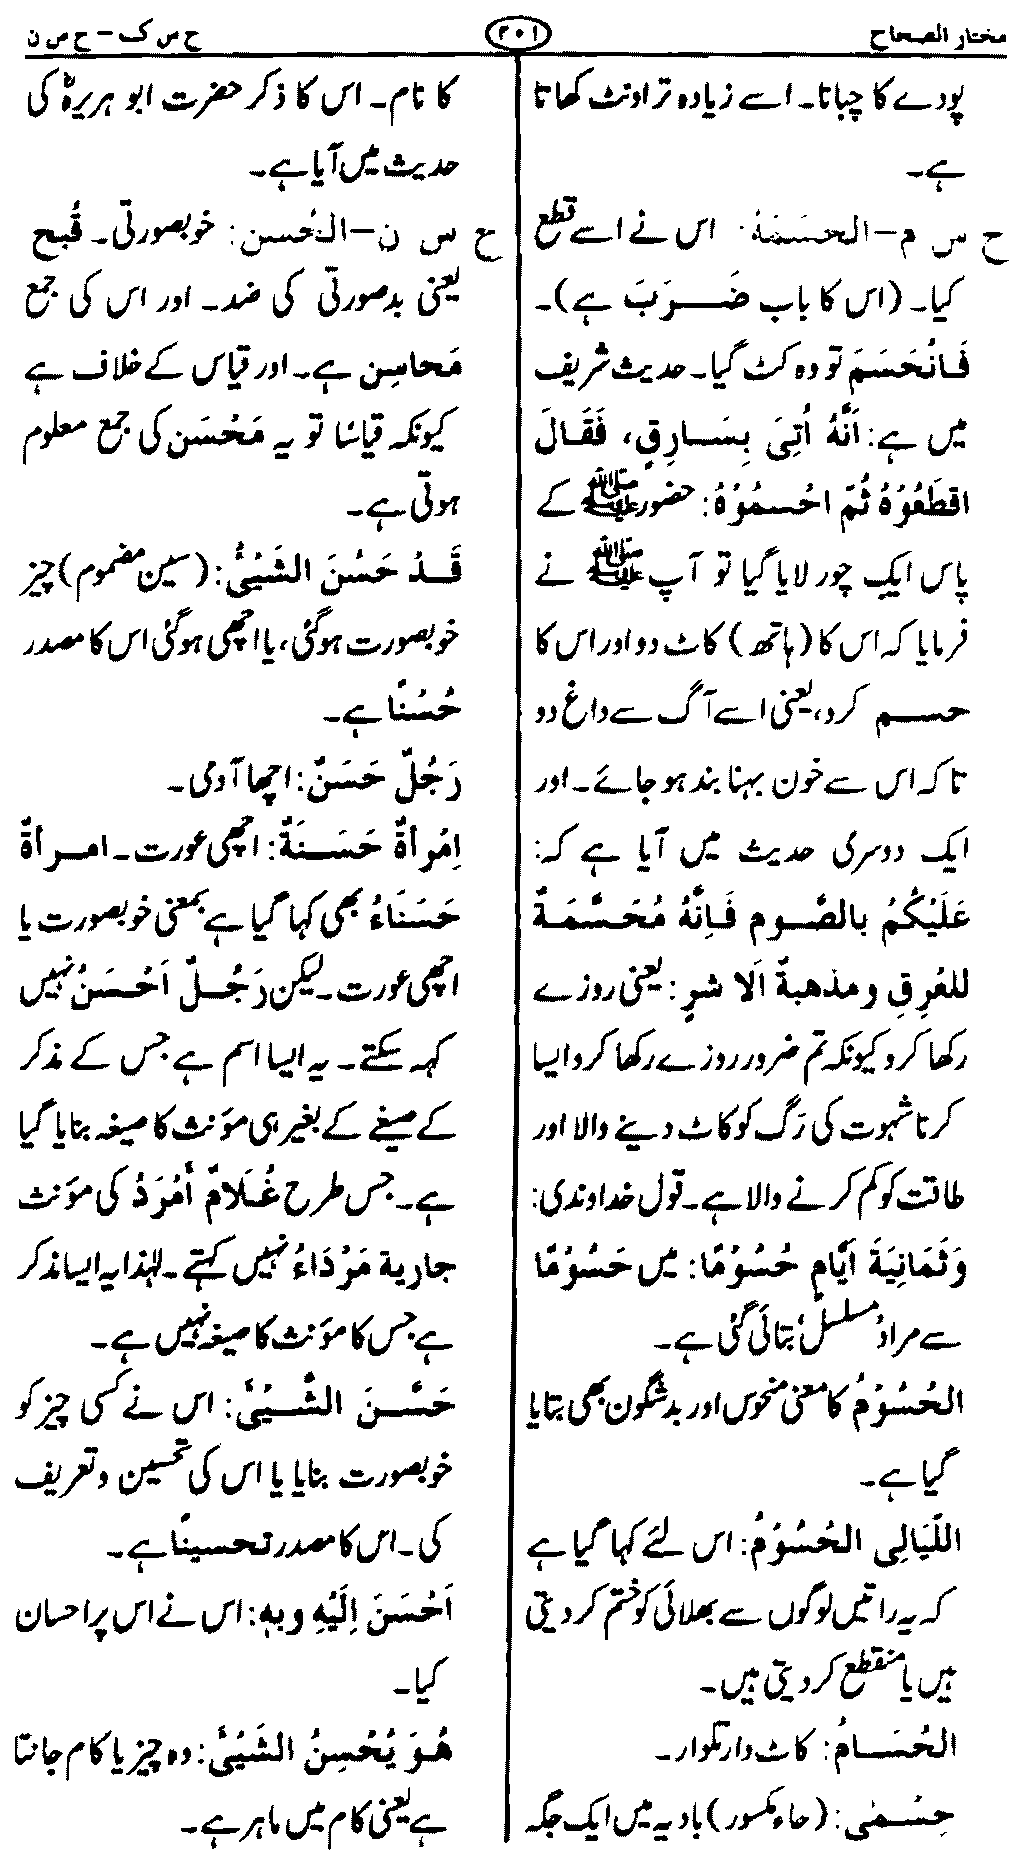 مختار الصحاح
۲۰۱
ح س ک – ح س ن
پودے کا چبانا۔ اسے زیادہ تر اونٹ کھاتا
ہے۔
ح س م–الحسَمَهُ: اس نے اسے قطع
کیا۔ (اس کا باب ضَرَبَ ہے)۔
فَانْحَسَمَ تو وہ کٹ گیا۔ حدیث شریف
میں ہے: اَنَّهُ اُتِیَ بِسَارِقٍ، فَقَالَ
اقطَعُوْهُ ثُمّ احْسمُوْهُ: حضور ﷺ کے
پاس ایک چور لایا گیا تو آپ ﷺ نے
فرمایا کہ اس کا (ہاتھ) کاٹ دو اور اس کا
حسم کرو، یعنی اسے آگ سے داغ دو
تاکہ اس سے خون بہنا بند ہو جائے۔ اور
ایک دوسری حدیث میں آیا ہے کہ:
عَلَیْکُمُ بالصَّوم فَاِنَّهُ مُحَسَّمَةٌ
للعُرِقِ ومذهبةٌ اَلا شرِ: یعنی روزے
رکھا کرو کیونکہ تم ضرور روزے رکھا کرو ایسا
کرنا شہوت کی رَگ کو کاٹ دینے والا اور
طاقت کو کم کرنے والا ہے۔ قول خداوندی:
وَثَمَانِیَةَ اَیَّامٍ حُسُوْمًا: میں حَسُوْمًا
سے مراد مسلسل بتائی گئی ہے۔
الحُسُوْمُ کا معنی منحوس اور بدشگون بھی بتایا
گیا ہے۔
اللّیَالِی الحُسُوْمُ: اس لئے کہا گیا ہے
کہ یہ راتیں لوگوں سے بھلائی کو ختم کر دیتی
ہیں یا منقطع کر دیتی ہیں۔
الحُسَامُ: کاٹ دار تلوار۔
حِسْمٰی: (حاء مکسور) بادیہ میں ایک جگہ
کا نام۔ اس کا ذکر حضرت ابو ہریرہؓ کی
حدیث میں آیا ہے۔
ح س ن–الحُسن: خوبصورتی۔ قُبح
یعنی بدصورتی کی ضد۔ اور اس کی جمع
مَحاسِن ہے۔ اور قیاس کے خلاف ہے
کیونکہ قیاسًا تو یہ مَحْسَن کی جمع معلوم
ہوتی ہے۔
قَدْ حَسُنَ الشَیْئُ: (سین مضموم) چیز
خوبصورت ہوگئی، یا اچھی ہوگئی اس کا مصدر
حُسْنًا ہے۔
رَجُلٌ حَسَنٌ: اچھا آدمی۔
اِمْرأةٌ حَسَنَةٌ: اچھی عورت۔ امرأةٌ
حَسَنَاءُ بھی کہا گیا ہے بمعنی خوبصورت یا
اچھی عورت۔ لیکن رَجُلٌ اَحْسَنُ نہیں
کہہ سکتے۔ یہ ایسا اسم ہے جس کے مذکر
کے صیغے کے بغیر ہی مؤنث کا صیغہ بنایا گیا
ہے۔ جس طرح غُلَامٌ أَمْرَدُ کی مؤنث
جاریة مَرْدَاءُ نہیں کہتے۔ لہٰذا یہ ایسا مذکر
ہے جس کا مؤنث کا صیغہ نہیں ہے۔
حَسَّنَ الشَّیْئَ: اس نے کسی چیز کو
خوبصورت بنایا یا اس کی تحسین و تعریف
کی۔ اس کا مصدر تحسینًا ہے۔
اَحْسَنَ اِلَیْهِ وبهٖ: اس نے اس پر احسان
کیا۔
هُوَ یُحْسِنُ الشَیْئَ: وہ چیز یا کام جانتا
ہے یعنی کام میں ماہر ہے۔